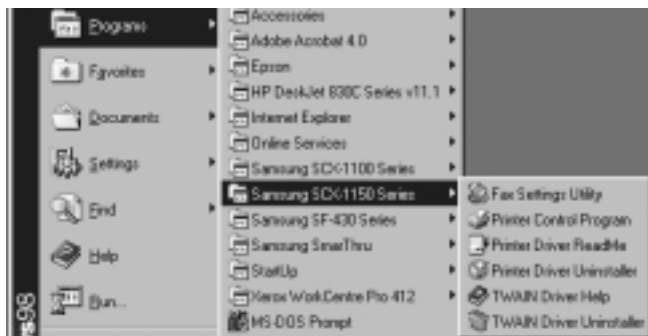 Programs
Favorites
Documents
Settings
Find
Help
Run...
s98
Accessories
Adobe Acrobat 4.0
Epson
HP DeskJet 830C Series v11.1
Internet Explorer
Online Services
Samsung SCX-1100 Series
Samsung SCX-1150 Series
Samsung SF-430 Series
Samsung SmarThru
StartUp
Xerox WorkCentre Pro 412
MS-DOS Prompt
Fax Settings Utility
Printer Control Program
Printer Driver ReadMe
Printer Driver Uninstaller
TWAIN Driver Help
TWAIN Driver Uninstaller